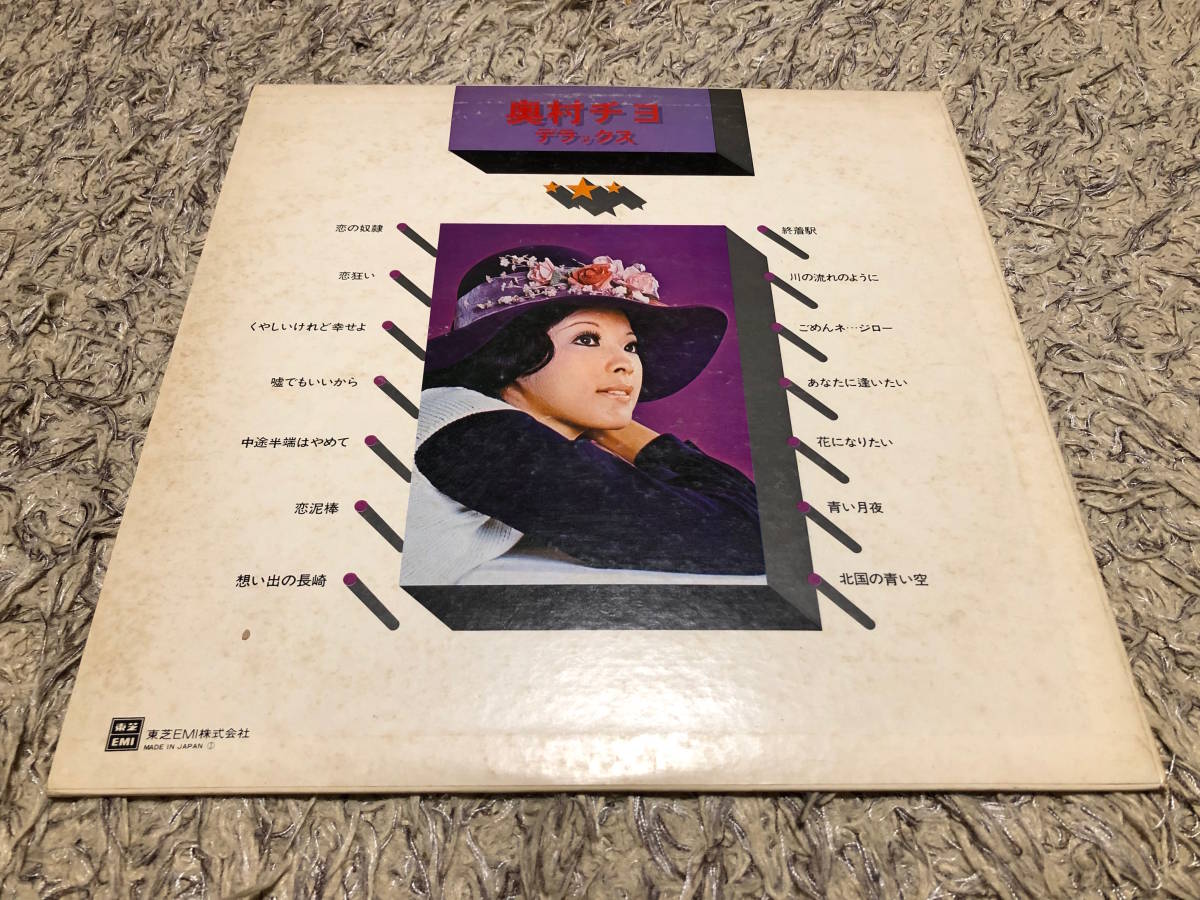 奥村チヨ
デラックス
恋の奴隷
恋狂い
くやしいけれど幸せよ
嘘でもいいから
中途半端はやめて
恋泥棒
想い出の長崎
終着駅
川の流れのように
ごめんネ…ジロー
あなたに逢いたい
花になりたい
青い月夜
北国の青い空
東芝
EMI
東芝EMI株式会社
MADE IN JAPAN ①